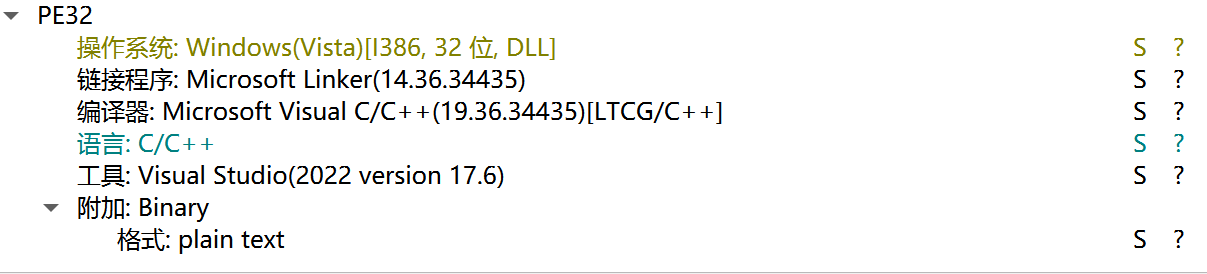 PE32
操作系统: Windows(Vista)[I386, 32 位, DLL] S ?
链接程序: Microsoft Linker(14.36.34435) S ?
编译器: Microsoft Visual C/C++(19.36.34435)[LTCG/C++] S ?
语言: C/C++ S ?
工具: Visual Studio(2022 version 17.6) S ?
附加: Binary
格式: plain text S ?